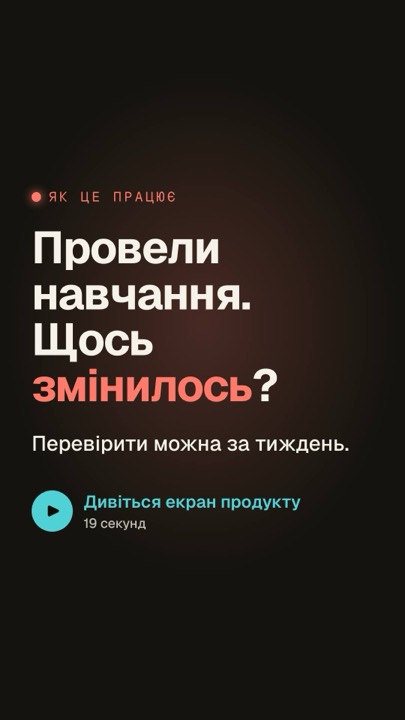 ЯК ЦЕ ПРАЦЮЄ
Провели
навчання.
Щось
змінилось?
Перевірити можна за тиждень.
Дивіться екран продукту
19 секунд